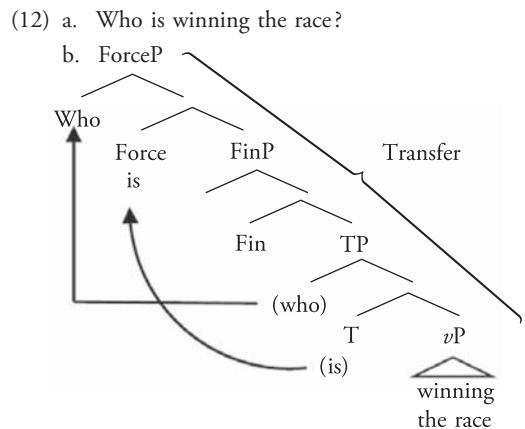 (12) a. Who is winning the race?
b. ForceP
Who
Force FinP Transfer
is
Fin TP
(who)
T vP
(is)
winning
the race